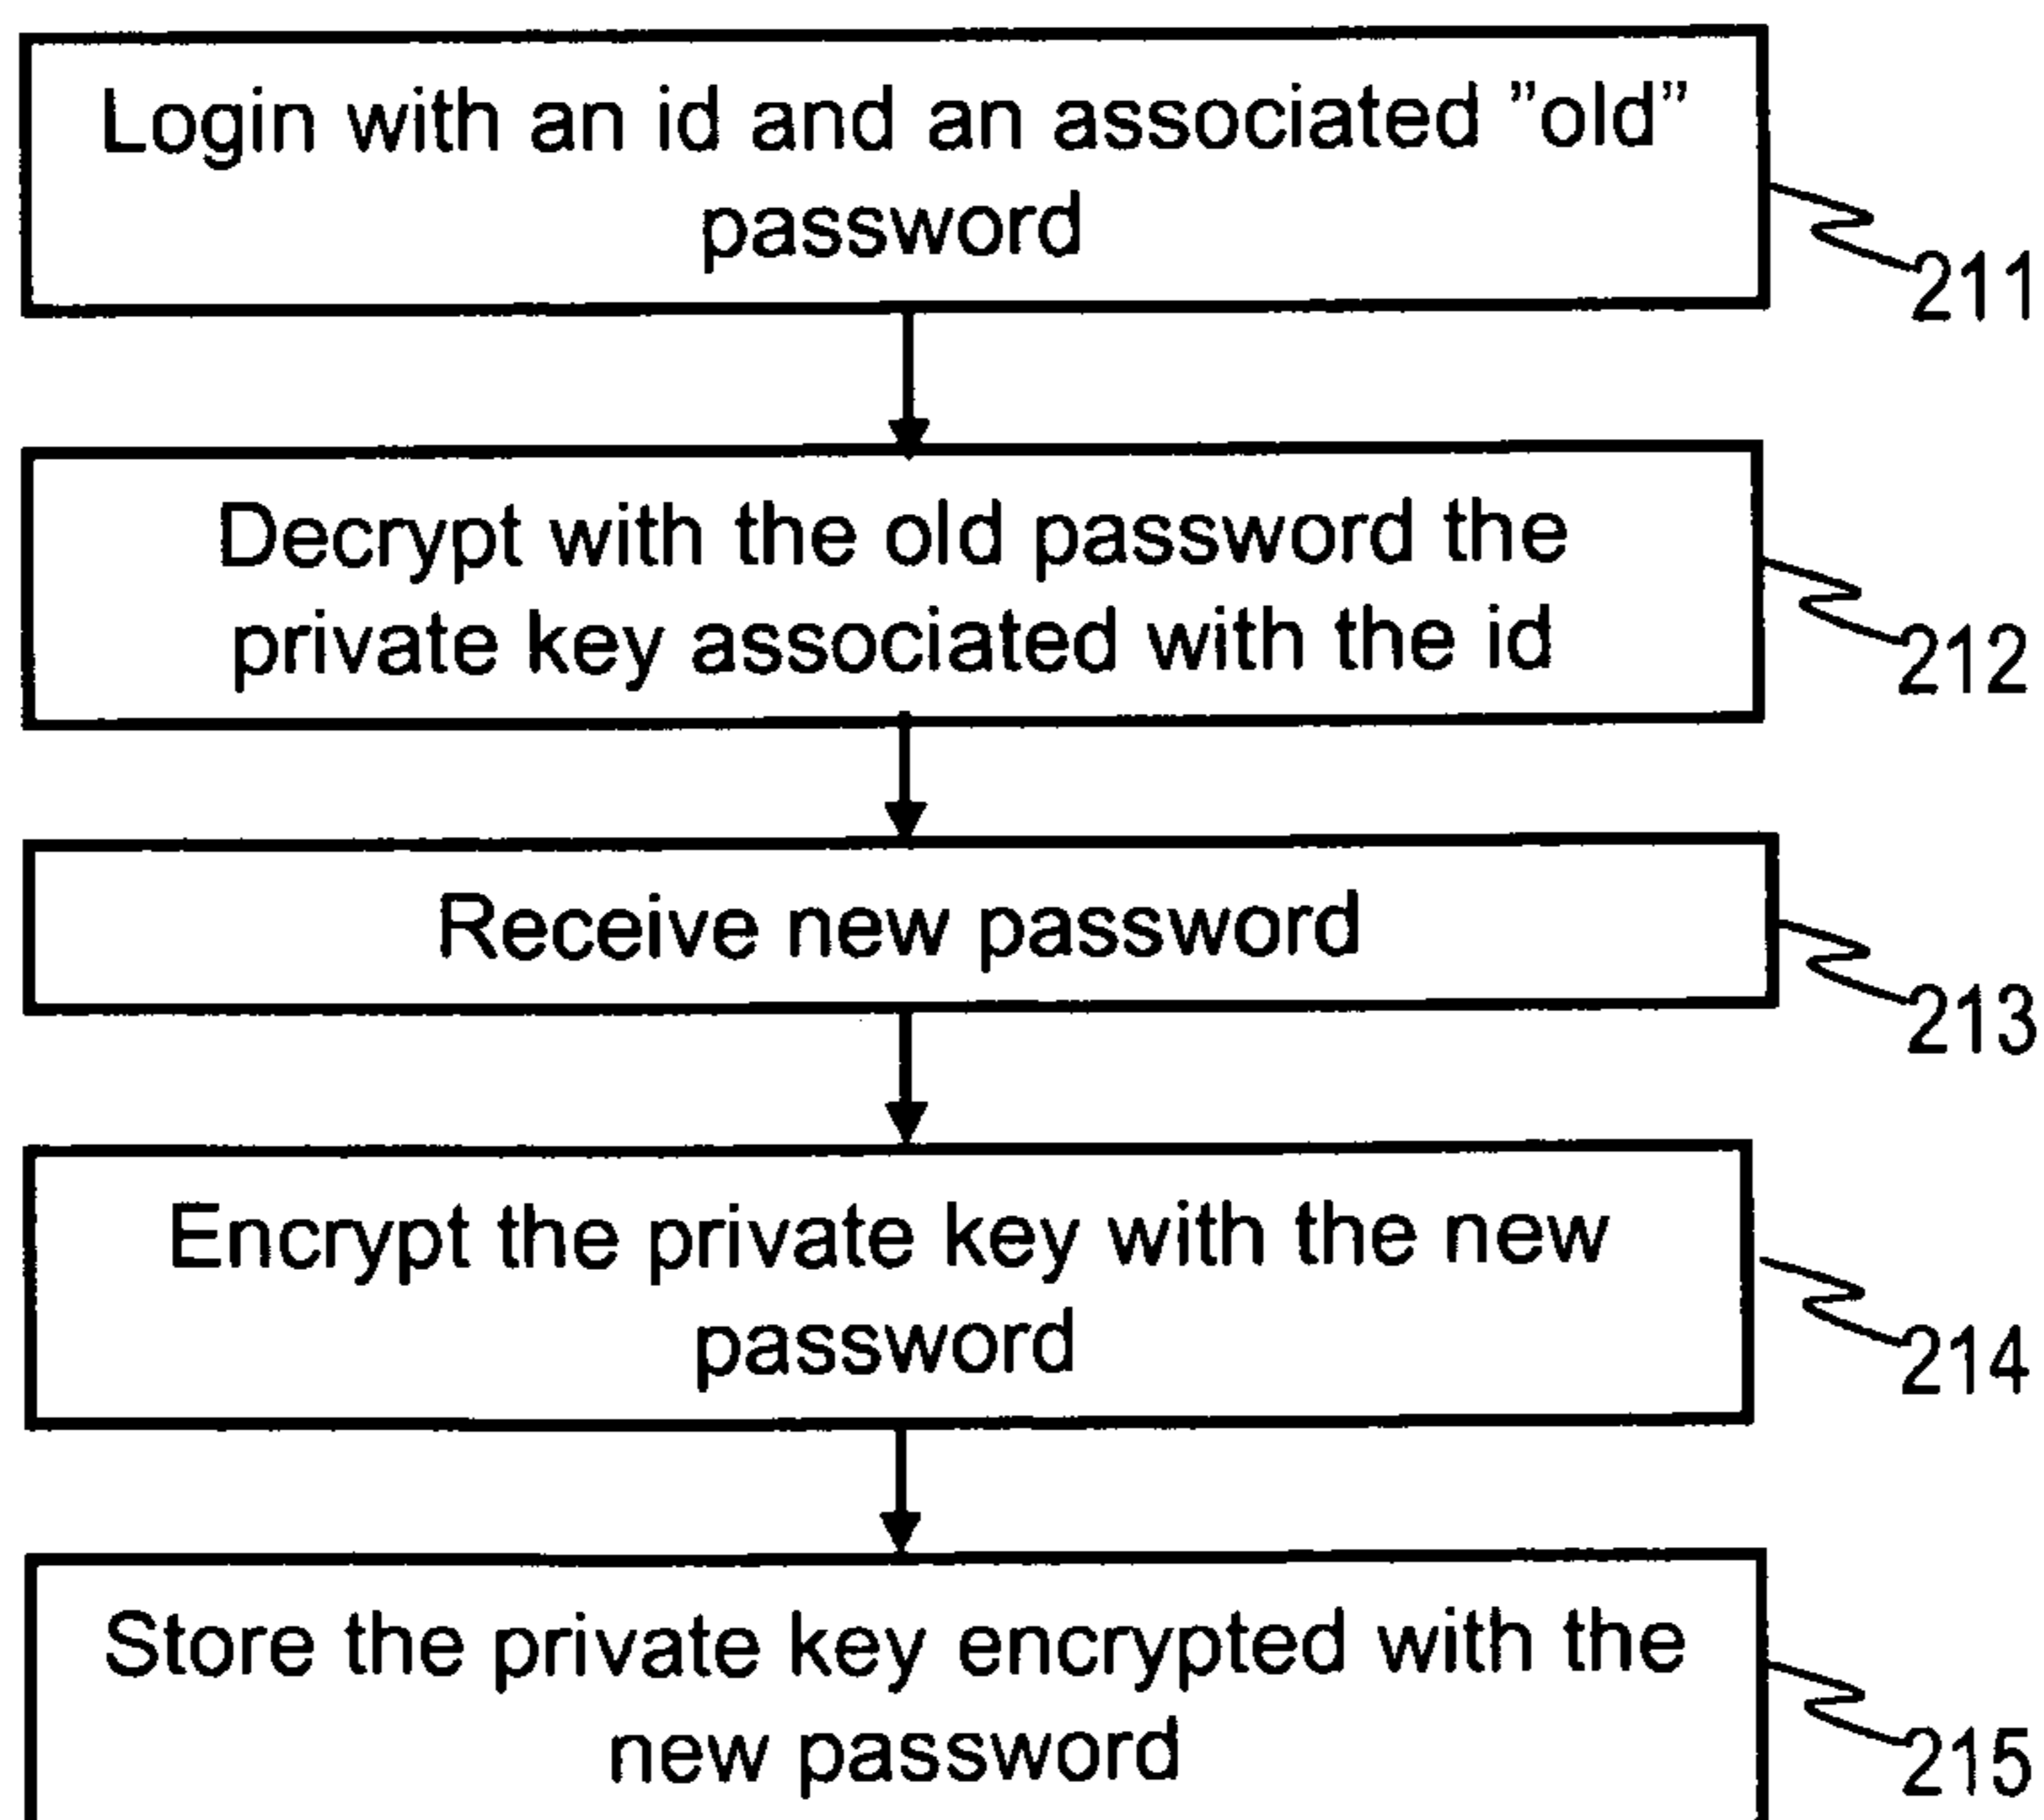 Login with an id and an associated ”old”
password
211
Decrypt with the old password the
private key associated with the id
212
Receive new password
213
Encrypt the private key with the new
password
214
Store the private key encrypted with the
new password
215